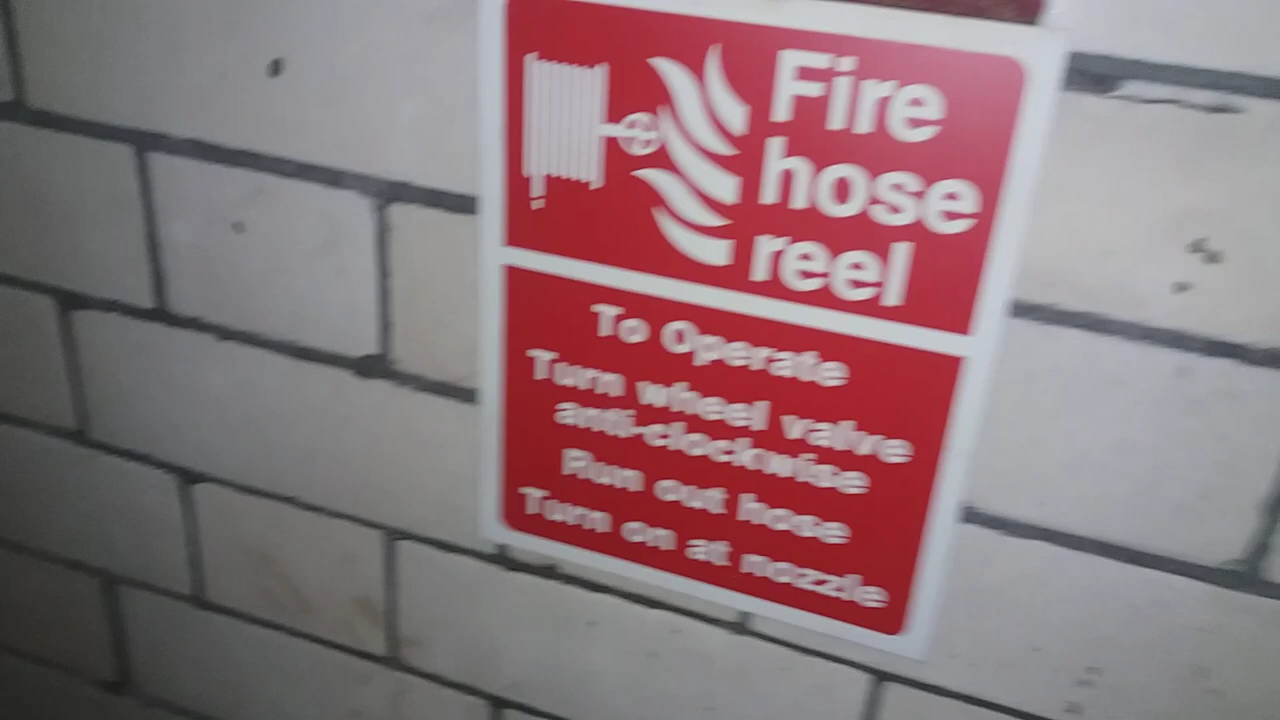 Fire
hose
reel
To Operate
Turn wheel valve
anti-clockwise
Run out hose
Turn on at nozzle